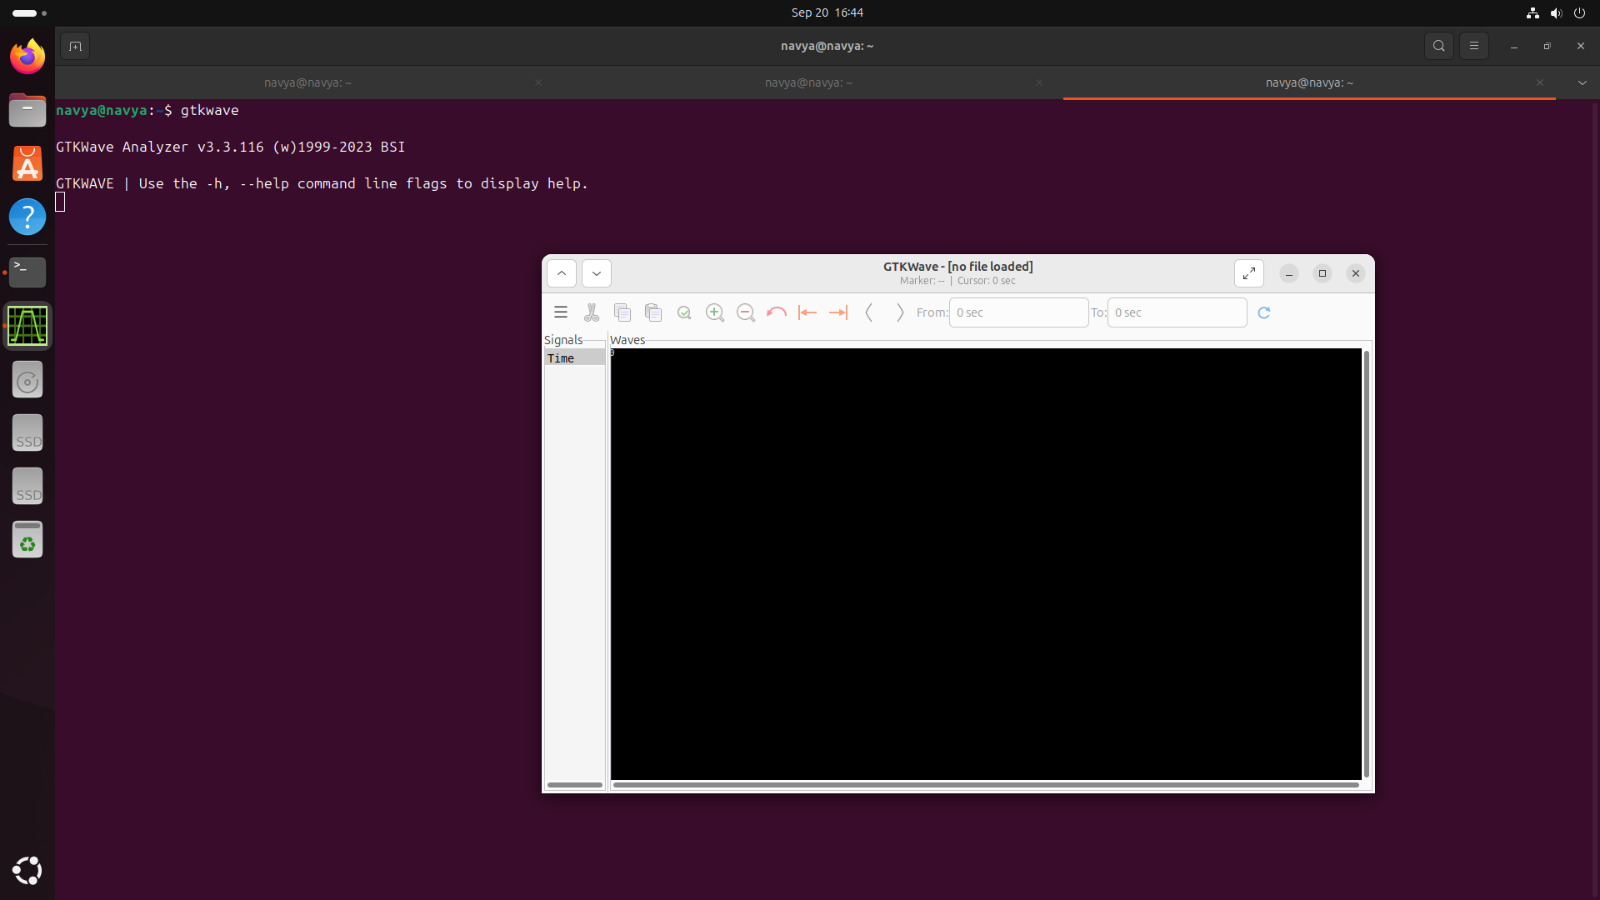 Sep 20 16:44
navya@navya: ~
navya@navya: ~
navya@navya: ~
navya@navya: ~
navya@navya:~$ gtkwave
GTKWave Analyzer v3.3.116 (w)1999-2023 BSI
GTKWAVE | Use the -h, --help command line flags to display help.
GTKWave - [no file loaded]
Marker: -- | Cursor: 0 sec
From: 0 sec To: 0 sec
Signals
Waves
Time
0
SSD
SSD